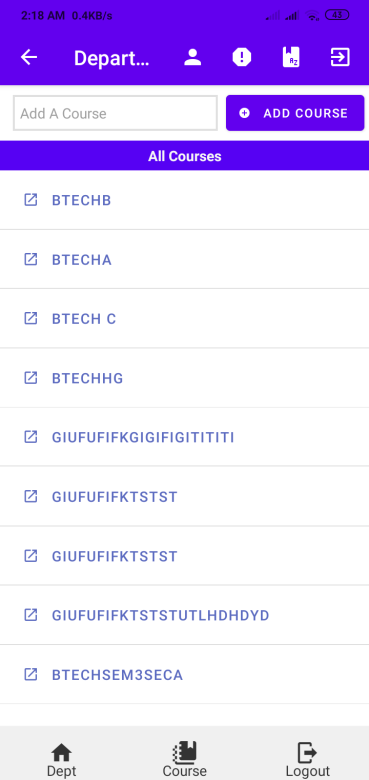 2:18 AM 0.4KB/s 43
Depart...
Add A Course
ADD COURSE
All Courses
BTECHB
BTECHA
BTECH C
BTECHHG
GIUFUFIFKGIGIFIGITITITI
GIUFUFIFKTSTST
GIUFUFIFKTSTST
GIUFUFIFKTSTSTUTLHDHDYD
BTECHSEM3SECA
Dept Course Logout